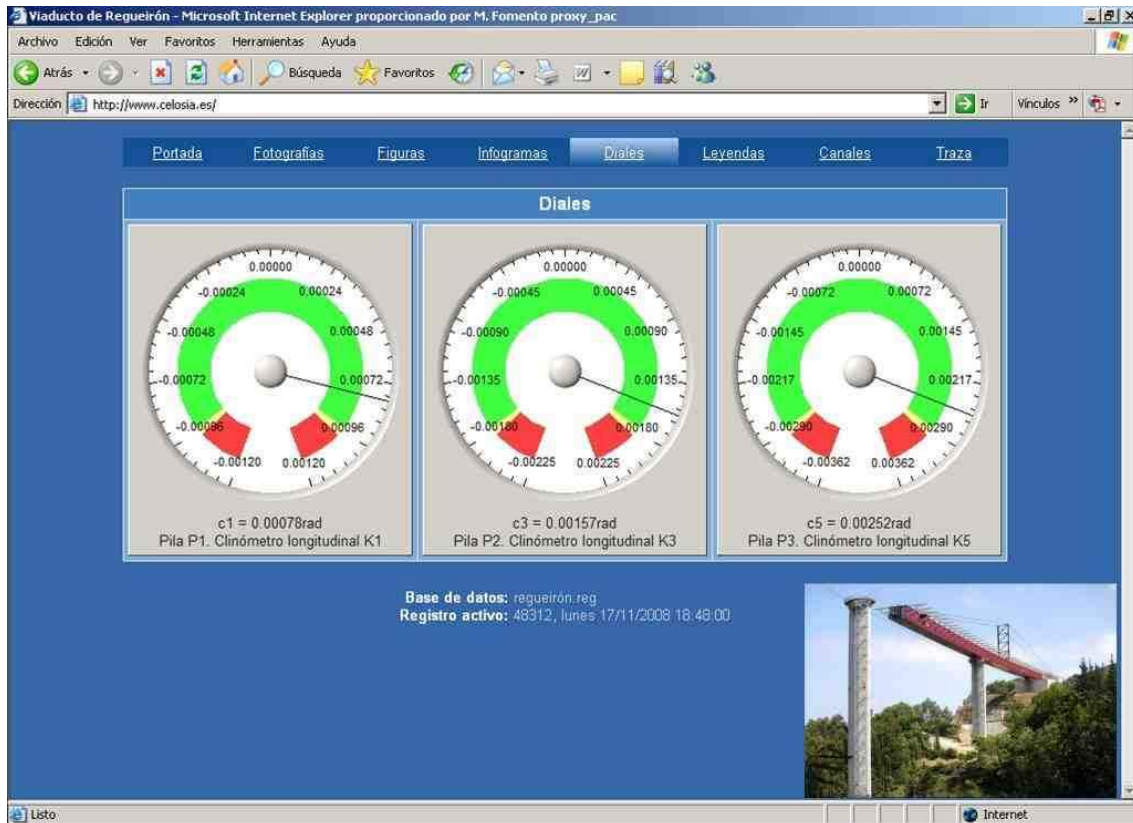 Viaducto de Regueirón - Microsoft Internet Explorer proporcionado por M. Fomento proxy_pac
Archivo Edición Ver Favoritos Herramientas Ayuda
Atrás Búsqueda Favoritos
Dirección http://www.celosia.es/ Ir Vínculos »
Portada Fotografías Figuras Infogramas Diales Leyendas Canales Traza
Diales
0.00000
-0.00024 0.00024
-0.00048 0.00048
-0.00072 0.00072
-0.00096 0.00096
-0.00120 0.00120
c1 = 0.00078rad
Pila P1. Clinómetro longitudinal K1
0.00000
-0.00045 0.00045
-0.00090 0.00090
-0.00135 0.00135
-0.00180 0.00180
-0.00225 0.00225
c3 = 0.00157rad
Pila P2. Clinómetro longitudinal K3
0.00000
-0.00072 0.00072
-0.00145 0.00145
-0.00217 0.00217
-0.00290 0.00290
-0.00362 0.00362
c5 = 0.00252rad
Pila P3. Clinómetro longitudinal K5
Base de datos: regueirón.reg
Registro activo: 48312, lunes 17/11/2008 18:48:00
Listo Internet